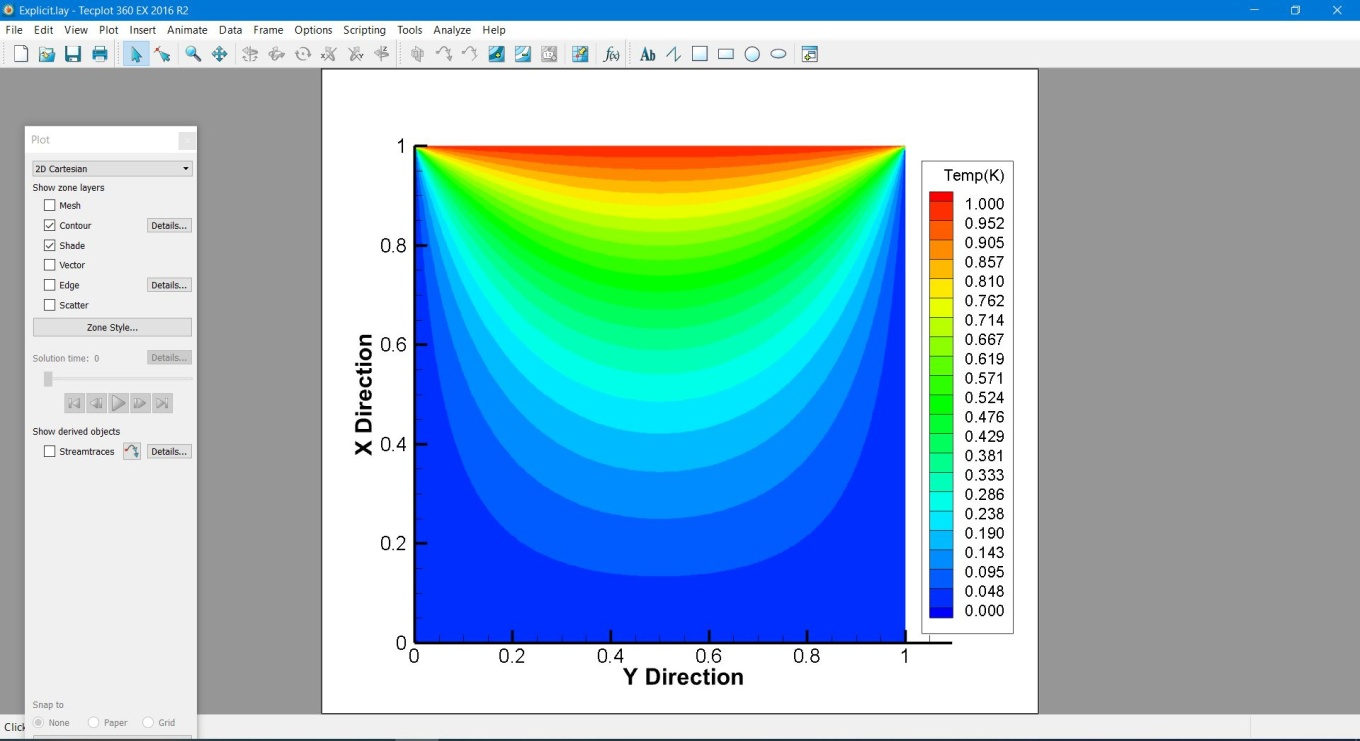 Explicit.lay - Tecplot 360 EX 2016 R2
File Edit View Plot Insert Animate Data Frame Options Scripting Tools Analyze Help
Ab
f(x)
Plot
2D Cartesian
Show zone layers
Mesh
Contour Details...
Shade
Vector
Edge Details...
Scatter
Zone Style...
Solution time: 0 Details...
Show derived objects
Streamtraces Details...
Snap to
None Paper Grid
Click
1
0.8
0.6
0.4
0.2
0
X Direction
0 0.2 0.4 0.6 0.8 1
Y Direction
Temp(K)
1.000
0.952
0.905
0.857
0.810
0.762
0.714
0.667
0.619
0.571
0.524
0.476
0.429
0.381
0.333
0.286
0.238
0.190
0.143
0.095
0.048
0.000